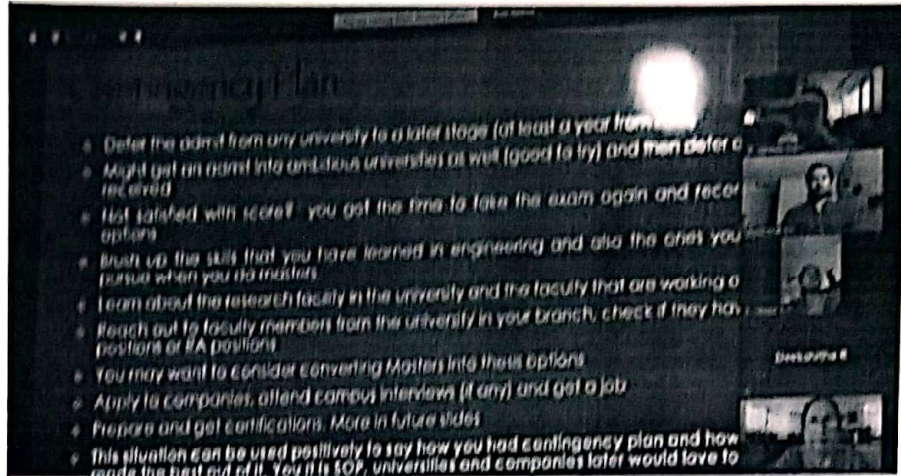 Contingency Plan
Defer the admit from any university to a later stage (at least a year from
Might get an admit into ambitious universities as well (good to try) and then defer
received
Not satisfied with score? you got the time to take the exam again and
options
Brush up the skills that you have learned in engineering and also the ones you
pursue when you do masters
Learn about the research facility in the university and the faculty that are working
Reach out to faculty members from the university in your branch, check if they
positions or RA positions
You may want to consider converting Masters into thesis options
Apply to companies, attend campus interviews (if any) and get a job
Prepare and get certifications. More in future slides
This situation can be used positively to say how you had contingency plan and how
made the best out of it. SOP, universities and companies later would love to